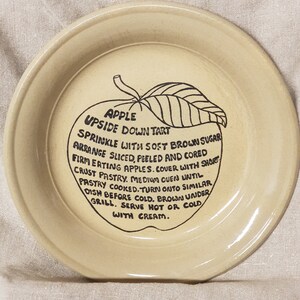 APPLE
UPSIDE DOWN TART
SPRINKLE WITH SOFT BROWN SUGAR
ARRANGE SLICED, PEELED AND CORED
FIRM EATING APPLES. COVER WITH SHORT
CRUST PASTRY. MEDIUM OVEN UNTIL
PASTRY COOKED. TURN ONTO SIMILAR
DISH BEFORE COLD. BROWN UNDER
GRILL. SERVE HOT OR COLD
WITH CREAM.